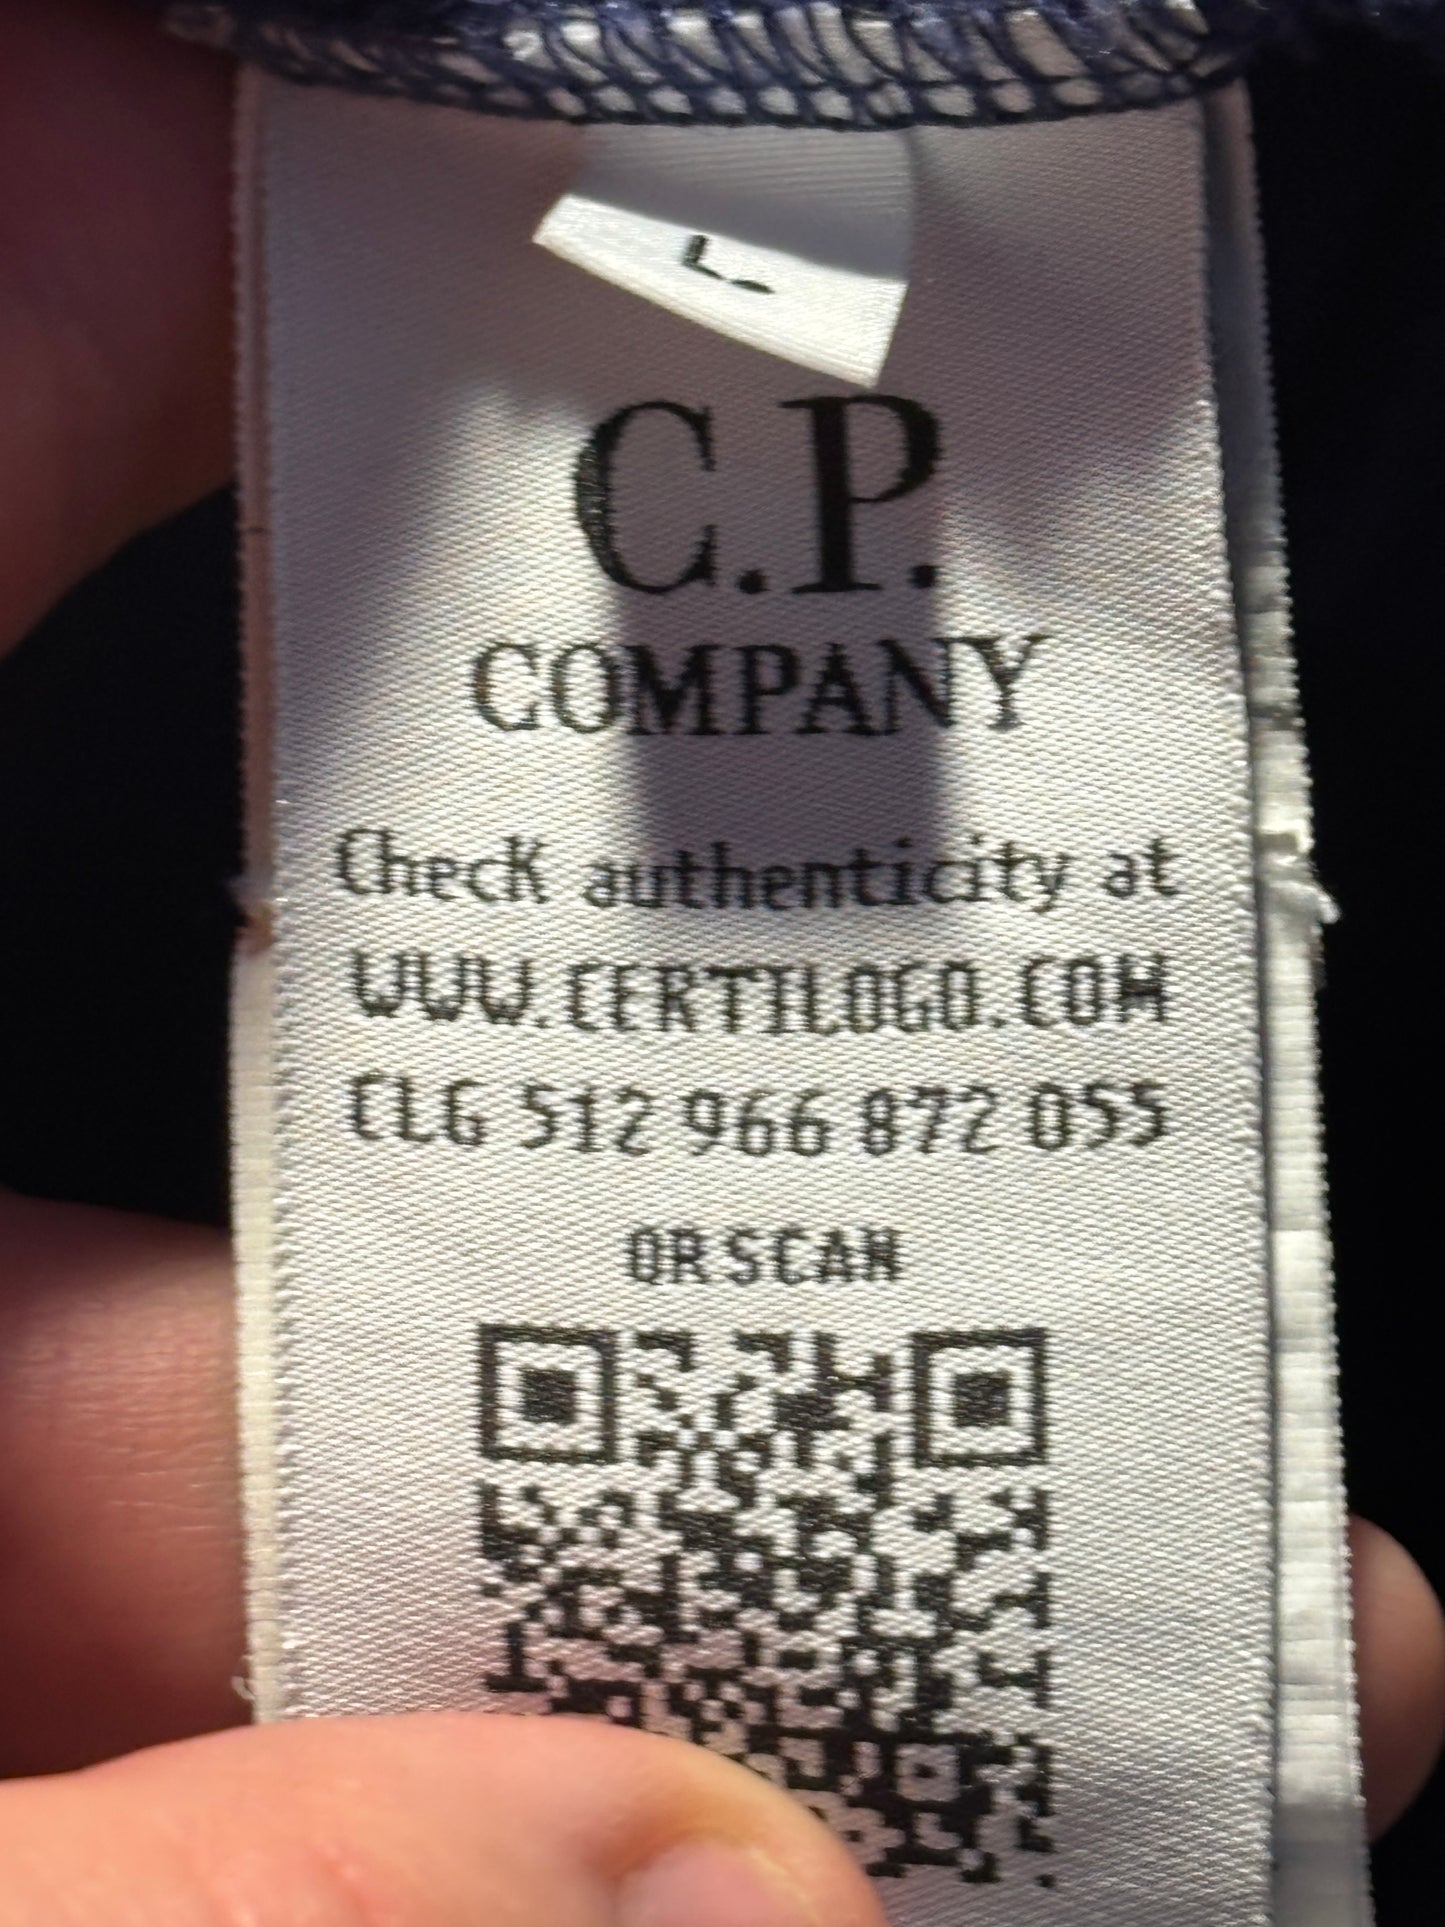 L
C.P.
COMPANY
Check authenticity at
WWW.CERTILOGO.COM
CLG 512 966 872 055
OR SCAN